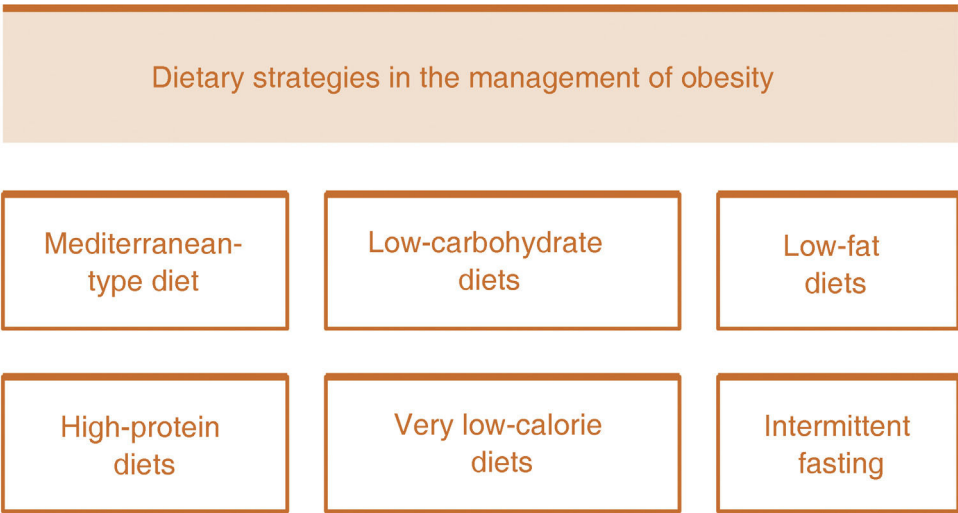 Dietary strategies in the management of obesity
Mediterranean-
type diet
Low-carbohydrate
diets
Low-fat
diets
High-protein
diets
Very low-calorie
diets
Intermittent
fasting